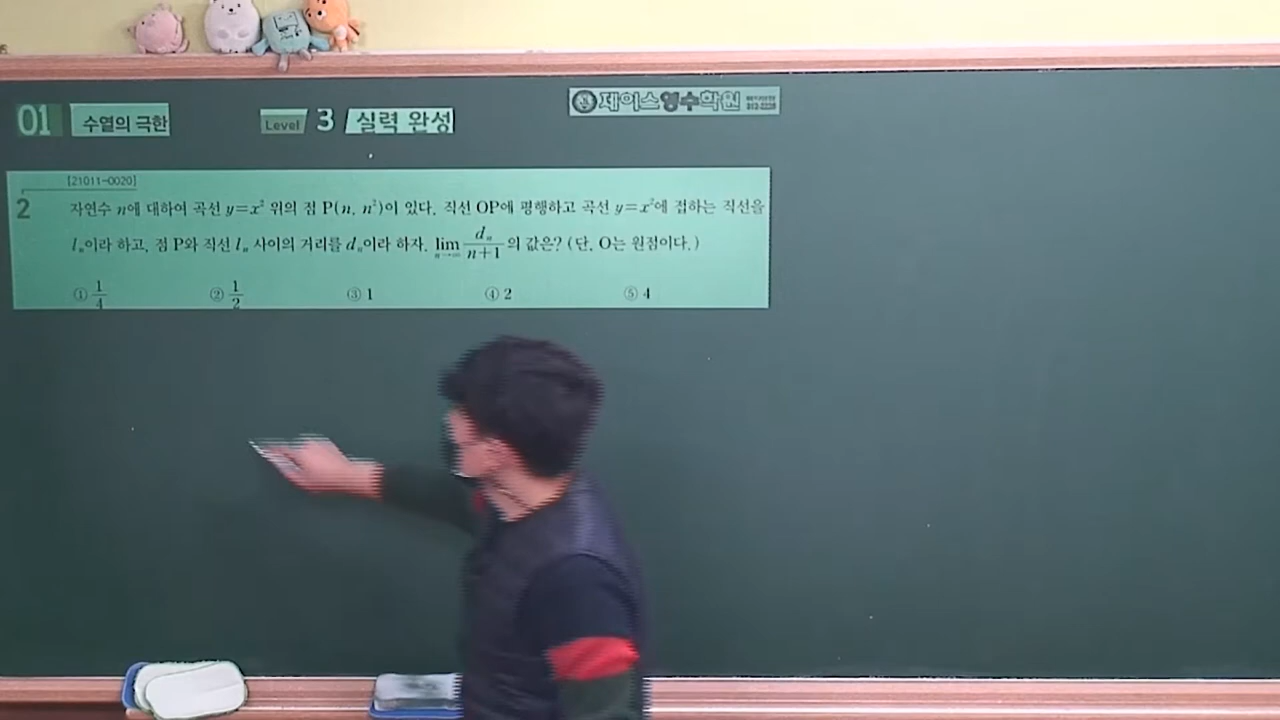 01 수열의 극한
Level 3 실력 완성
제이스영수학원
[21011-0020]
2
자연수 n에 대하여 곡선 y=x² 위의 점 P(n, n²)이 있다. 직선 OP에 평행하고 곡선 y=x²에 접하는 직선을
lₙ이라 하고, 점 P와 직선 lₙ 사이의 거리를 dₙ이라 하자. lim n→∞ dₙ/(n+1)의 값은? (단, O는 원점이다.)
① 1/4 ② 1/2 ③ 1 ④ 2 ⑤ 4